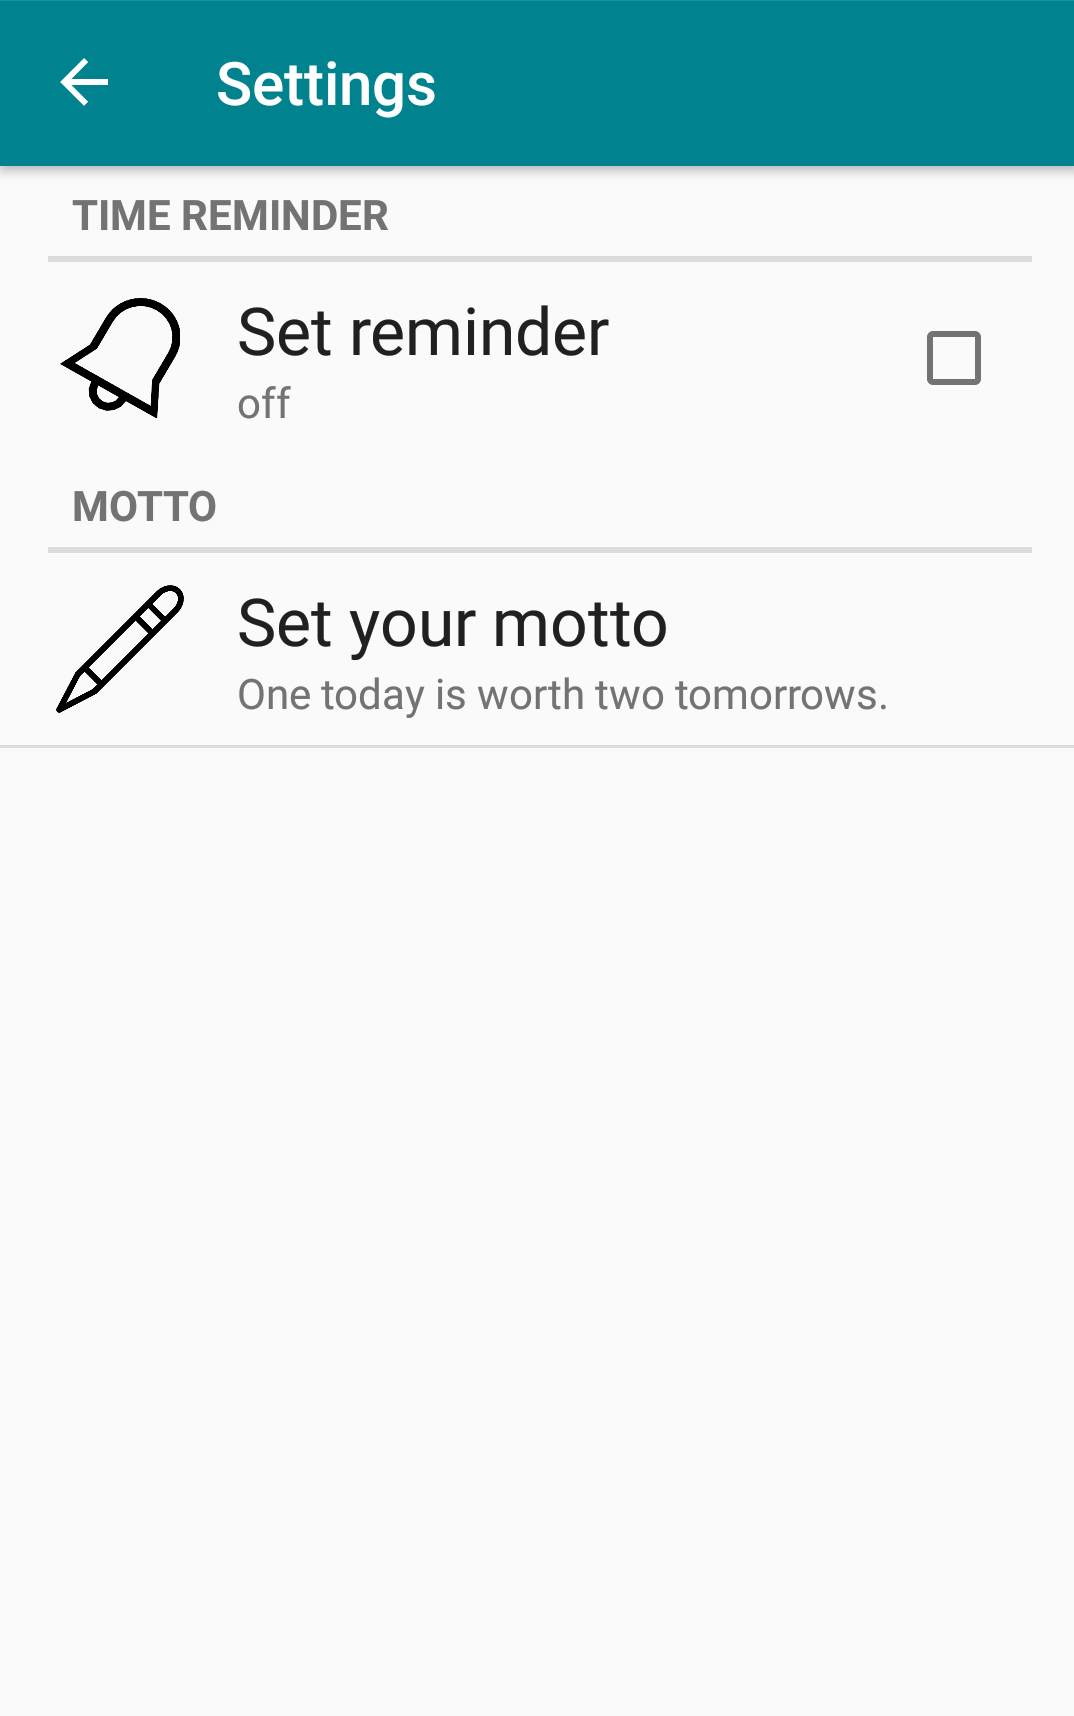 Settings
TIME REMINDER
Set reminder
off
MOTTO
Set your motto
One today is worth two tomorrows.